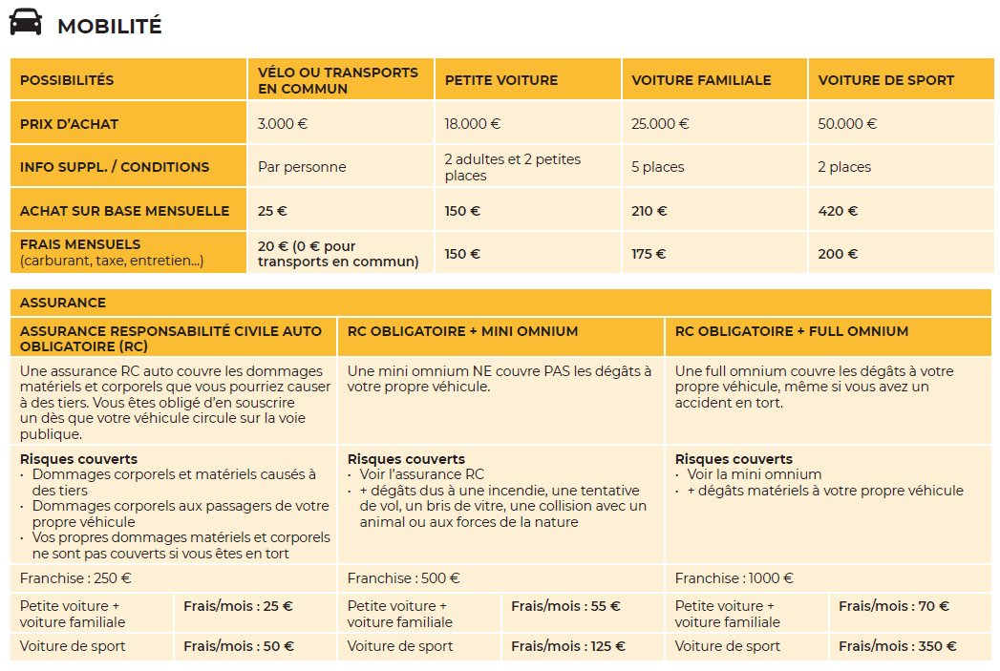 MOBILITÉ
POSSIBILITÉS
VÉLO OU TRANSPORTS
EN COMMUN
PETITE VOITURE
VOITURE FAMILIALE
VOITURE DE SPORT
PRIX D’ACHAT
3.000 €
18.000 €
25.000 €
50.000 €
INFO SUPPL. / CONDITIONS
Par personne
2 adultes et 2 petites
places
5 places
2 places
ACHAT SUR BASE MENSUELLE
25 €
150 €
210 €
420 €
FRAIS MENSUELS
(carburant, taxe, entretien...)
20 € (0 € pour
transports en commun)
150 €
175 €
200 €
ASSURANCE
ASSURANCE RESPONSABILITÉ CIVILE AUTO
OBLIGATOIRE (RC)
RC OBLIGATOIRE + MINI OMNIUM
RC OBLIGATOIRE + FULL OMNIUM
Une assurance RC auto couvre les dommages
matériels et corporels que vous pourriez causer
à des tiers. Vous êtes obligé d’en souscrire
un dès que votre véhicule circule sur la voie
publique.
Une mini omnium NE couvre PAS les dégâts à
votre propre véhicule.
Une full omnium couvre les dégâts à votre
propre véhicule, même si vous avez un
accident en tort.
Risques couverts
· Dommages corporels et matériels causés à
des tiers
· Dommages corporels aux passagers de votre
propre véhicule
· Vos propres dommages matériels et corporels
ne sont pas couverts si vous êtes en tort
Risques couverts
· Voir l’assurance RC
· + dégâts dus à une incendie, une tentative
de vol, un bris de vitre, une collision avec un
animal ou aux forces de la nature
Risques couverts
· Voir la mini omnium
· + dégâts matériels à votre propre véhicule
Franchise : 250 €
Franchise : 500 €
Franchise : 1000 €
Petite voiture +
voiture familiale
Frais/mois : 25 €
Petite voiture +
voiture familiale
Frais/mois : 55 €
Petite voiture +
voiture familiale
Frais/mois : 70 €
Voiture de sport
Frais/mois : 50 €
Voiture de sport
Frais/mois : 125 €
Voiture de sport
Frais/mois : 350 €